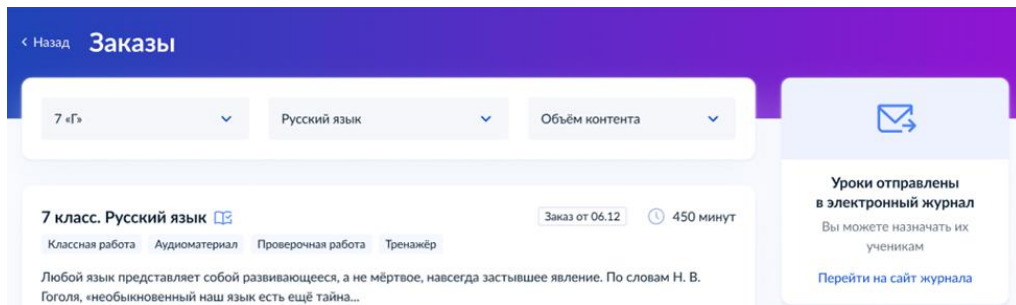 Назад Заказы
7 «Г» Русский язык Объём контента
7 класс. Русский язык Заказ от 06.12 450 минут
Классная работа Аудиоматериал Проверочная работа Тренажёр
Любой язык представляет собой развивающееся, а не мёртвое, навсегда застывшее явление. По словам Н. В.
Гоголя, «необыкновенный наш язык есть ещё тайна...
Уроки отправлены
в электронный журнал
Вы можете назначать их
ученикам
Перейти на сайт журнала